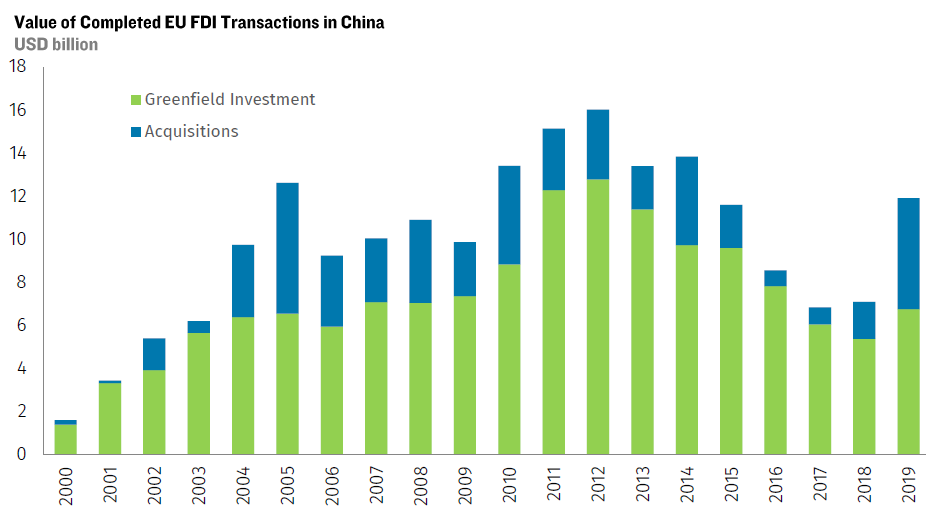 Value of Completed EU FDI Transactions in China
USD billion
18
Greenfield Investment
16
Acquisitions
14
12
10
8
6
4
2
0
2000 2001 2002 2003 2004 2005 2006 2007 2008 2009 2010 2011 2012 2013 2014 2015 2016 2017 2018 2019